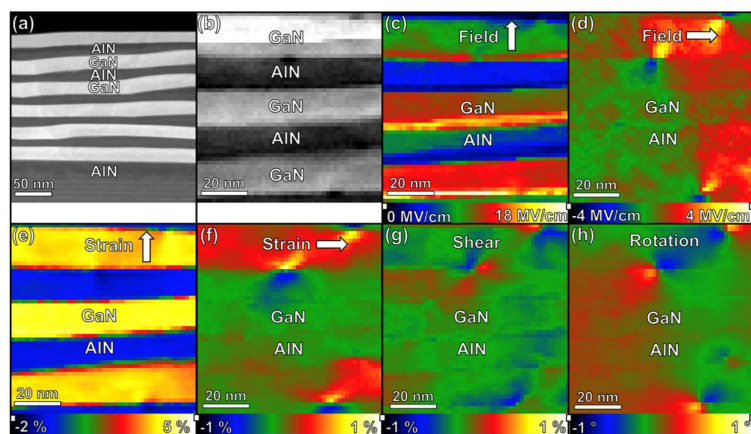 (a)
AlN
GaN
AlN
GaN
AlN
50 nm
(b)
GaN
AlN
GaN
AlN
GaN
20 nm
(c)
Field
GaN
AlN
20 nm
0 MV/cm 18 MV/cm
(d)
Field
GaN
AlN
20 nm
-4 MV/cm 4 MV/cm
(e)
Strain
GaN
AlN
20 nm
-2 % 5 %
(f)
Strain
GaN
AlN
20 nm
-1 % 1 %
(g)
Shear
GaN
AlN
20 nm
-1 % 1 %
(h)
Rotation
GaN
AlN
20 nm
-1 ° 1 °